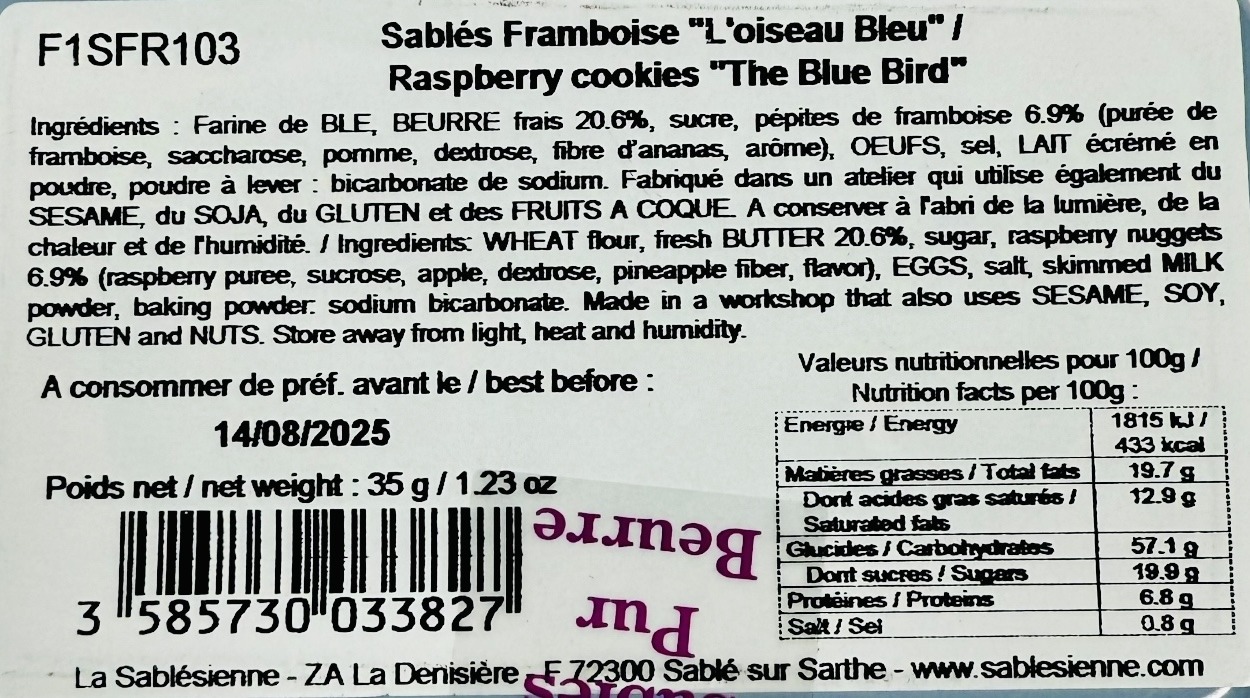 F1SFR103
Sablés Framboise "L'oiseau Bleu" /
Raspberry cookies "The Blue Bird"
Ingrédients : Farine de BLE, BEURRE frais 20.6%, sucre, pépites de framboise 6.9% (purée de
framboise, saccharose, pomme, dextrose, fibre d'ananas, arôme), OEUFS, sel, LAIT écrémé en
poudre, poudre à lever : bicarbonate de sodium. Fabriqué dans un atelier qui utilise également du
SESAME, du SOJA, du GLUTEN et des FRUITS A COQUE. A conserver à l'abri de la lumière, de la
chaleur et de l'humidité. / Ingredients: WHEAT flour, fresh BUTTER 20.6%, sugar, raspberry nuggets
6.9% (raspberry puree, sucrose, apple, dextrose, pineapple fiber, flavor), EGGS, salt, skimmed MILK
powder, baking powder: sodium bicarbonate. Made in a workshop that also uses SESAME, SOY,
GLUTEN and NUTS. Store away from light, heat and humidity.
A consommer de préf. avant le / best before :
14/08/2025
Poids net / net weight : 35 g / 1.23 oz
3 585730 033827
Valeurs nutritionnelles pour 100g /
Nutrition facts per 100g :
Energie / Energy 1815 kJ /
433 kcal
Matières grasses / Total fats 19.7 g
Dont acides gras saturés / 12.9 g
Saturated fats
Glucides / Carbohydrates 57.1 g
Dont sucres / Sugars 19.9 g
Protéines / Proteins 6.8 g
Salt / Sel 0.8 g
Beurre
Pur
Sablés
La Sablésienne - ZA La Denisière - F 72300 Sablé sur Sarthe - www.sablesienne.com